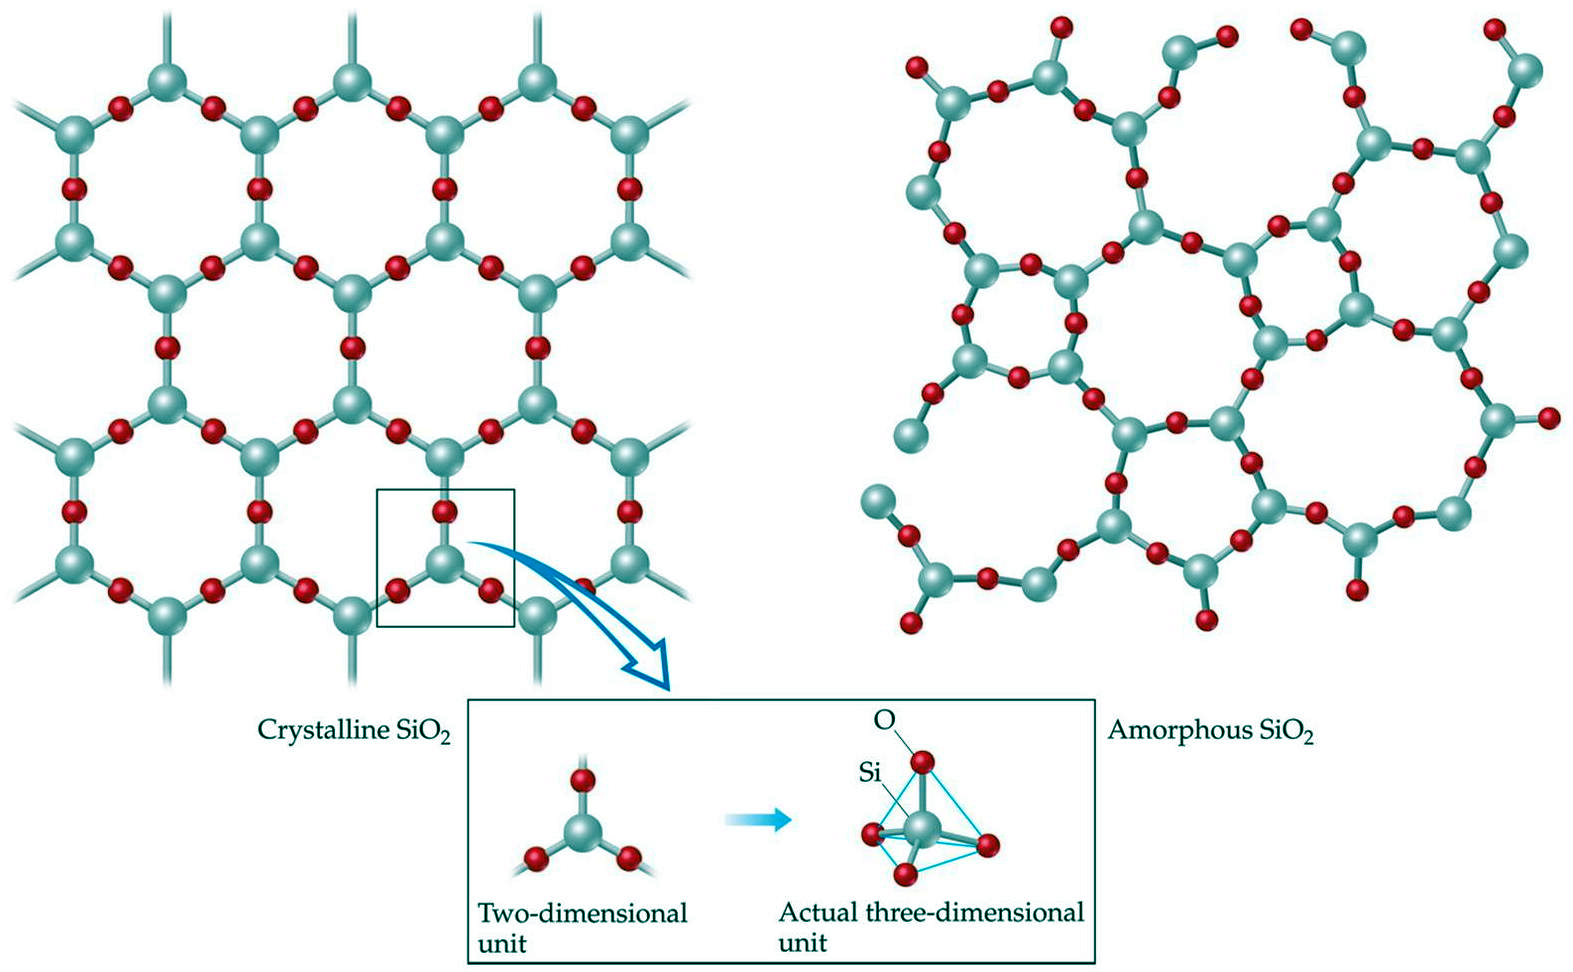 Crystalline SiO₂
Amorphous SiO₂
O
Si
Two-dimensional
unit
Actual three-dimensional
unit